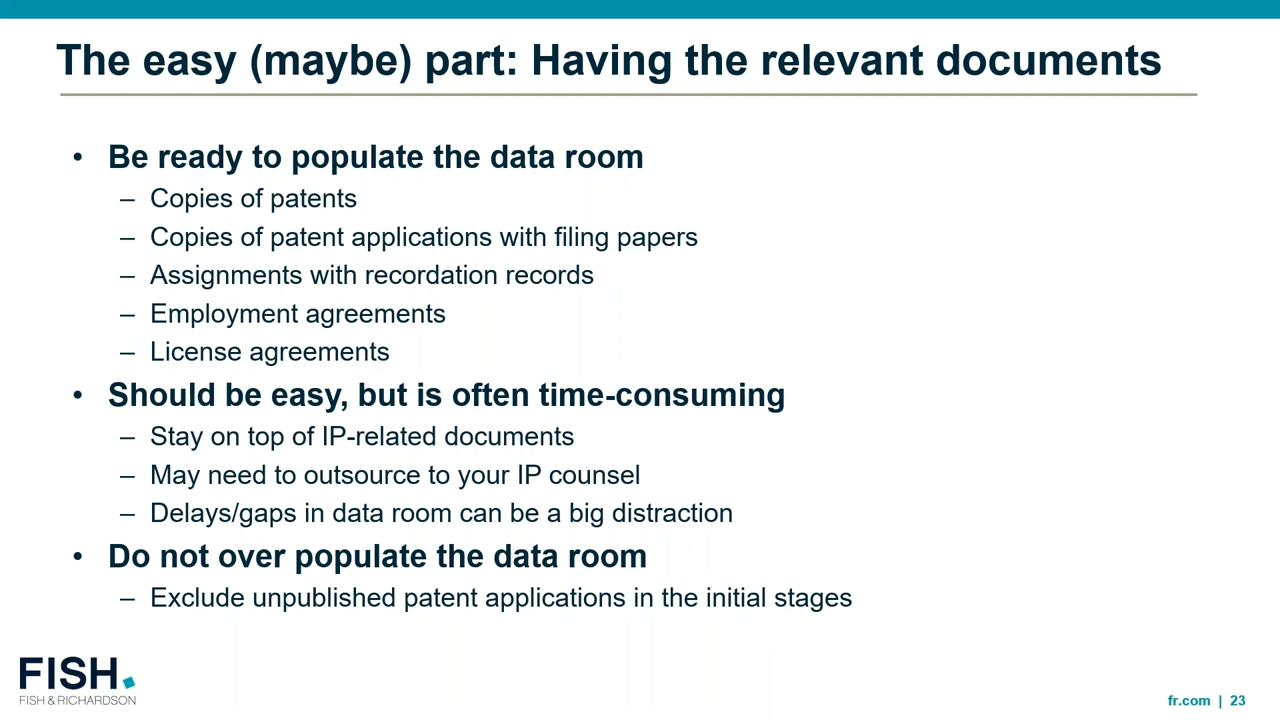 The easy (maybe) part: Having the relevant documents
• Be ready to populate the data room
– Copies of patents
– Copies of patent applications with filing papers
– Assignments with recordation records
– Employment agreements
– License agreements
• Should be easy, but is often time-consuming
– Stay on top of IP-related documents
– May need to outsource to your IP counsel
– Delays/gaps in data room can be a big distraction
• Do not over populate the data room
– Exclude unpublished patent applications in the initial stages
FISH.
FISH & RICHARDSON
fr.com | 23